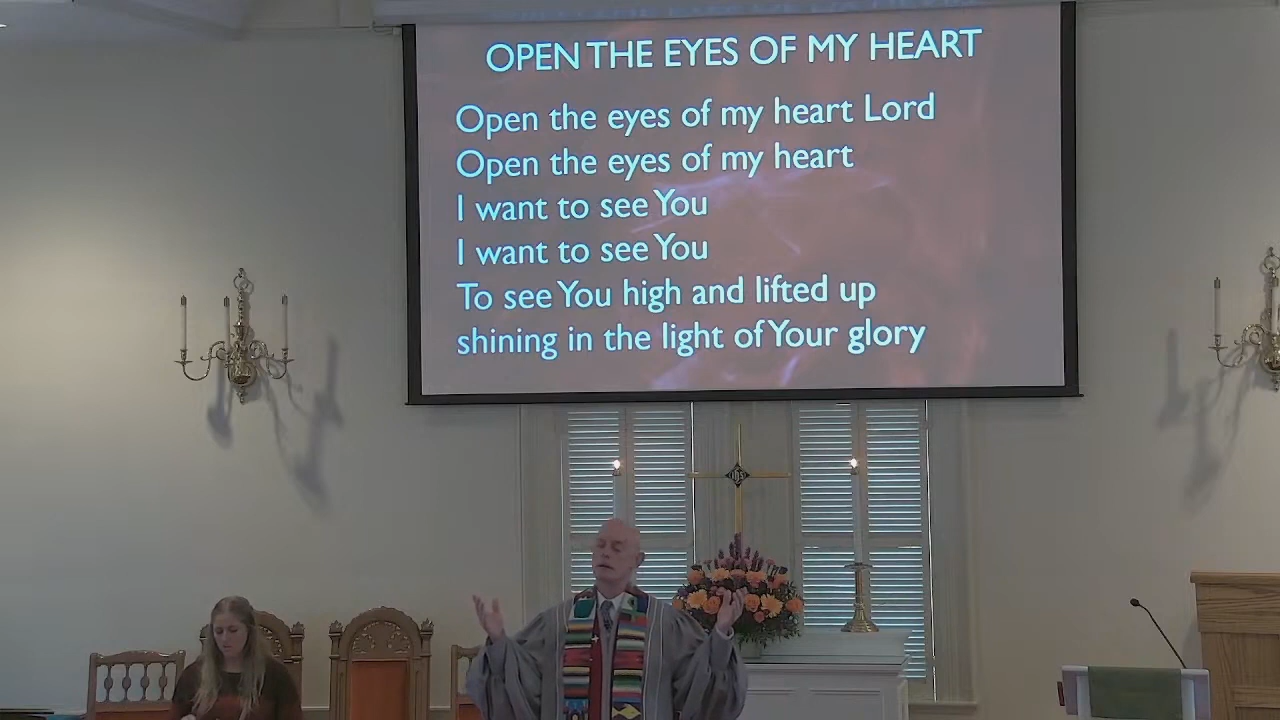 OPEN THE EYES OF MY HEART
Open the eyes of my heart Lord
Open the eyes of my heart
I want to see You
I want to see You
To see You high and lifted up
shining in the light of Your glory